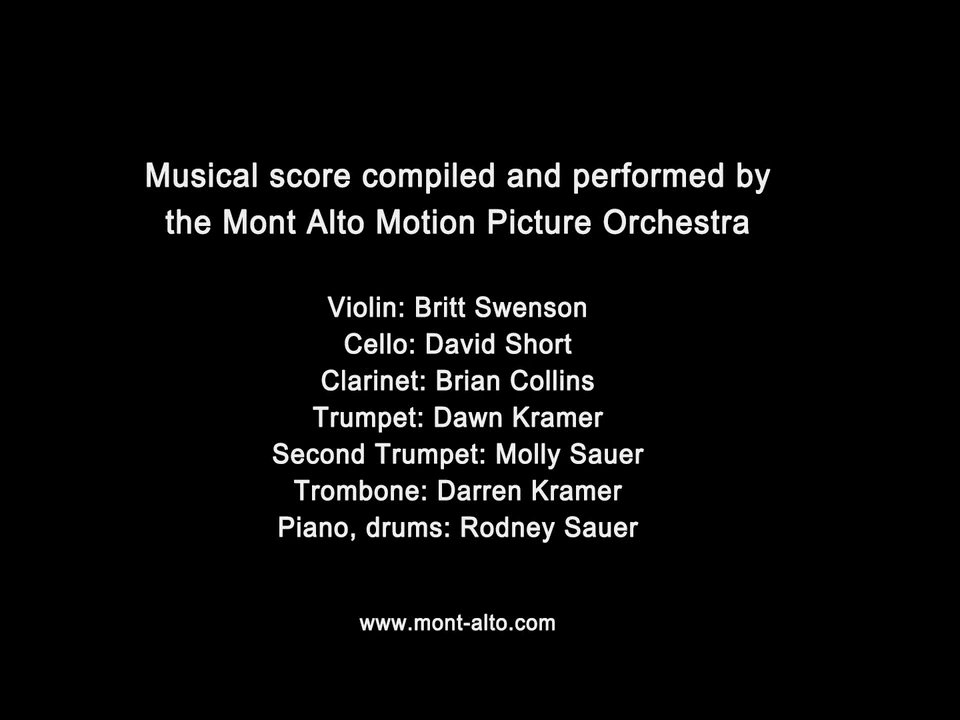 Musical score compiled and performed by
the Mont Alto Motion Picture Orchestra
Violin: Britt Swenson
Cello: David Short
Clarinet: Brian Collins
Trumpet: Dawn Kramer
Second Trumpet: Molly Sauer
Trombone: Darren Kramer
Piano, drums: Rodney Sauer
www.mont-alto.com